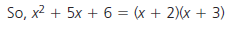 So, x² + 5x + 6 = (x + 2)(x + 3)